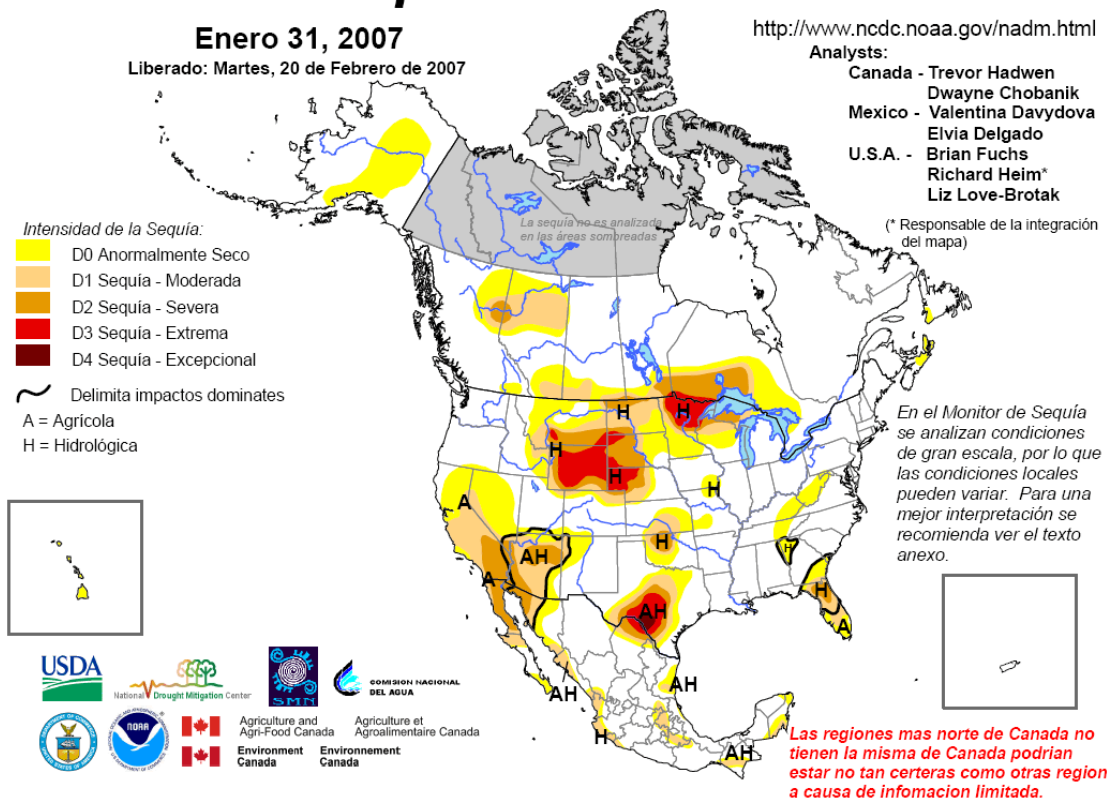 Enero 31, 2007
Liberado: Martes, 20 de Febrero de 2007
http://www.ncdc.noaa.gov/nadm.html
Analysts:
Canada - Trevor Hadwen
Dwayne Chobanik
Mexico - Valentina Davydova
Elvia Delgado
U.S.A. - Brian Fuchs
Richard Heim*
Liz Love-Brotak
(* Responsable de la integración
del mapa)
La sequía no es analizada
en las áreas sombreadas
Intensidad de la Sequía:
D0 Anormalmente Seco
D1 Sequía - Moderada
D2 Sequía - Severa
D3 Sequía - Extrema
D4 Sequía - Excepcional
Delimita impactos dominates
A = Agrícola
H = Hidrológica
H
H
H
H
H
A
AH
H
A
H
H
AH
A
AH
AH
H
AH
En el Monitor de Sequía
se analizan condiciones
de gran escala, por lo que
las condiciones locales
pueden variar. Para una
mejor interpretación se
recomienda ver el texto
anexo.
USDA
National Drought Mitigation Center
SMN
COMISION NACIONAL
DEL AGUA
NOAA
Agriculture and
Agri-Food Canada
Agriculture et
Agroalimentaire Canada
Environment
Canada
Environnement
Canada
Las regiones mas norte de Canada no
tienen la misma de Canada podrian
estar no tan certeras como otras region
a causa de infomacion limitada.